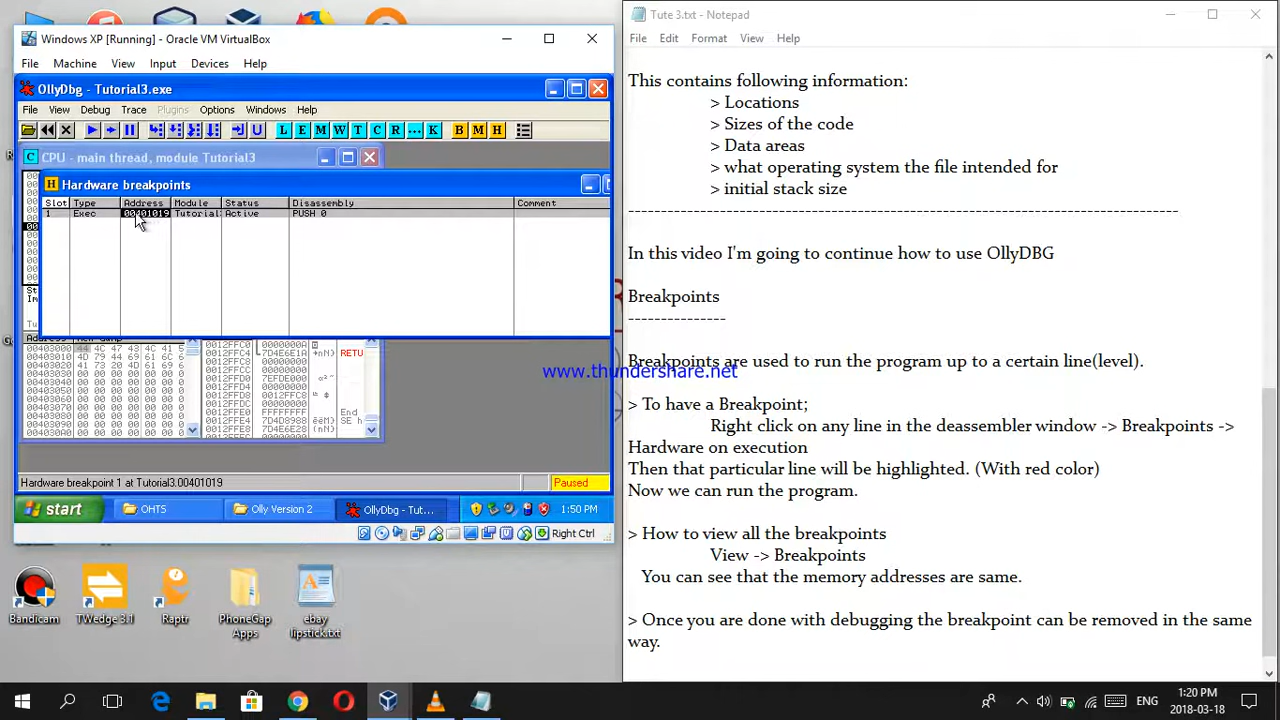 Windows XP [Running] - Oracle VM VirtualBox
File Machine View Input Devices Help
OllyDbg - Tutorial3.exe
File View Debug Trace Plugins Options Windows Help
L E M W T C R ... K B M H
C CPU - main thread, module Tutorial3
H Hardware breakpoints
Slot Type Address Module Status Disassembly Comment
1 Exec 00401019 Tutorial: Active PUSH 0
Hardware breakpoint 1 at Tutorial3.00401019
Paused
start OHTS Olly Version 2 OllyDbg - Tut... 1:50 PM
Right Ctrl
www.thundershare.net
Bandicam
TWedge 3.1
Raptr
PhoneGap
Apps
ebay
lipstick.txt
Tute 3.txt - Notepad
File Edit Format View Help
This contains following information:
> Locations
> Sizes of the code
> Data areas
> what operating system the file intended for
> initial stack size
In this video I'm going to continue how to use OllyDBG
Breakpoints
---------------
Breakpoints are used to run the program up to a certain line(level).
> To have a Breakpoint;
Right click on any line in the deassembler window -> Breakpoints ->
Hardware on execution
Then that particular line will be highlighted. (With red color)
Now we can run the program.
> How to view all the breakpoints
View -> Breakpoints
You can see that the memory addresses are same.
> Once you are done with debugging the breakpoint can be removed in the same
way.
ENG
1:20 PM
2018-03-18